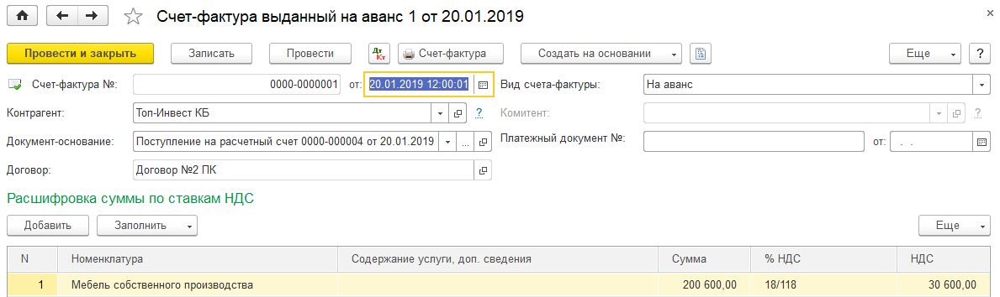 Счет-фактура выданный на аванс 1 от 20.01.2019
Провести и закрыть Записать Провести Дт Кт Счет-фактура Создать на основании Еще ?
Счет-фактура №: 0000-0000001 от: 20.01.2019 12:00:01 Вид счета-фактуры: На аванс
Контрагент: Топ-Инвест КБ ? Комитент: ?
Документ-основание: Поступление на расчетный счет 0000-000004 от 20.01.2019 ... Платежный документ №: от: . .
Договор: Договор №2 ПК
Расшифровка суммы по ставкам НДС
Добавить Заполнить Еще
N Номенклатура Содержание услуги, доп. сведения Сумма % НДС НДС
1 Мебель собственного производства 200 600,00 18/118 30 600,00